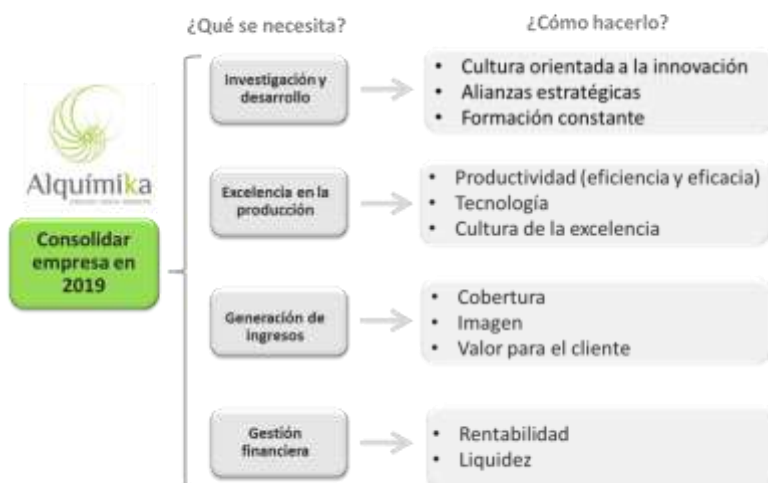 ¿Qué se necesita?
¿Cómo hacerlo?
Alquímika
Consolidar
empresa en
2019
Investigación y
desarrollo
• Cultura orientada a la innovación
• Alianzas estratégicas
• Formación constante
Excelencia en la
producción
• Productividad (eficiencia y eficacia)
• Tecnología
• Cultura de la excelencia
Generación de
ingresos
• Cobertura
• Imagen
• Valor para el cliente
Gestión
financiera
• Rentabilidad
• Liquidez